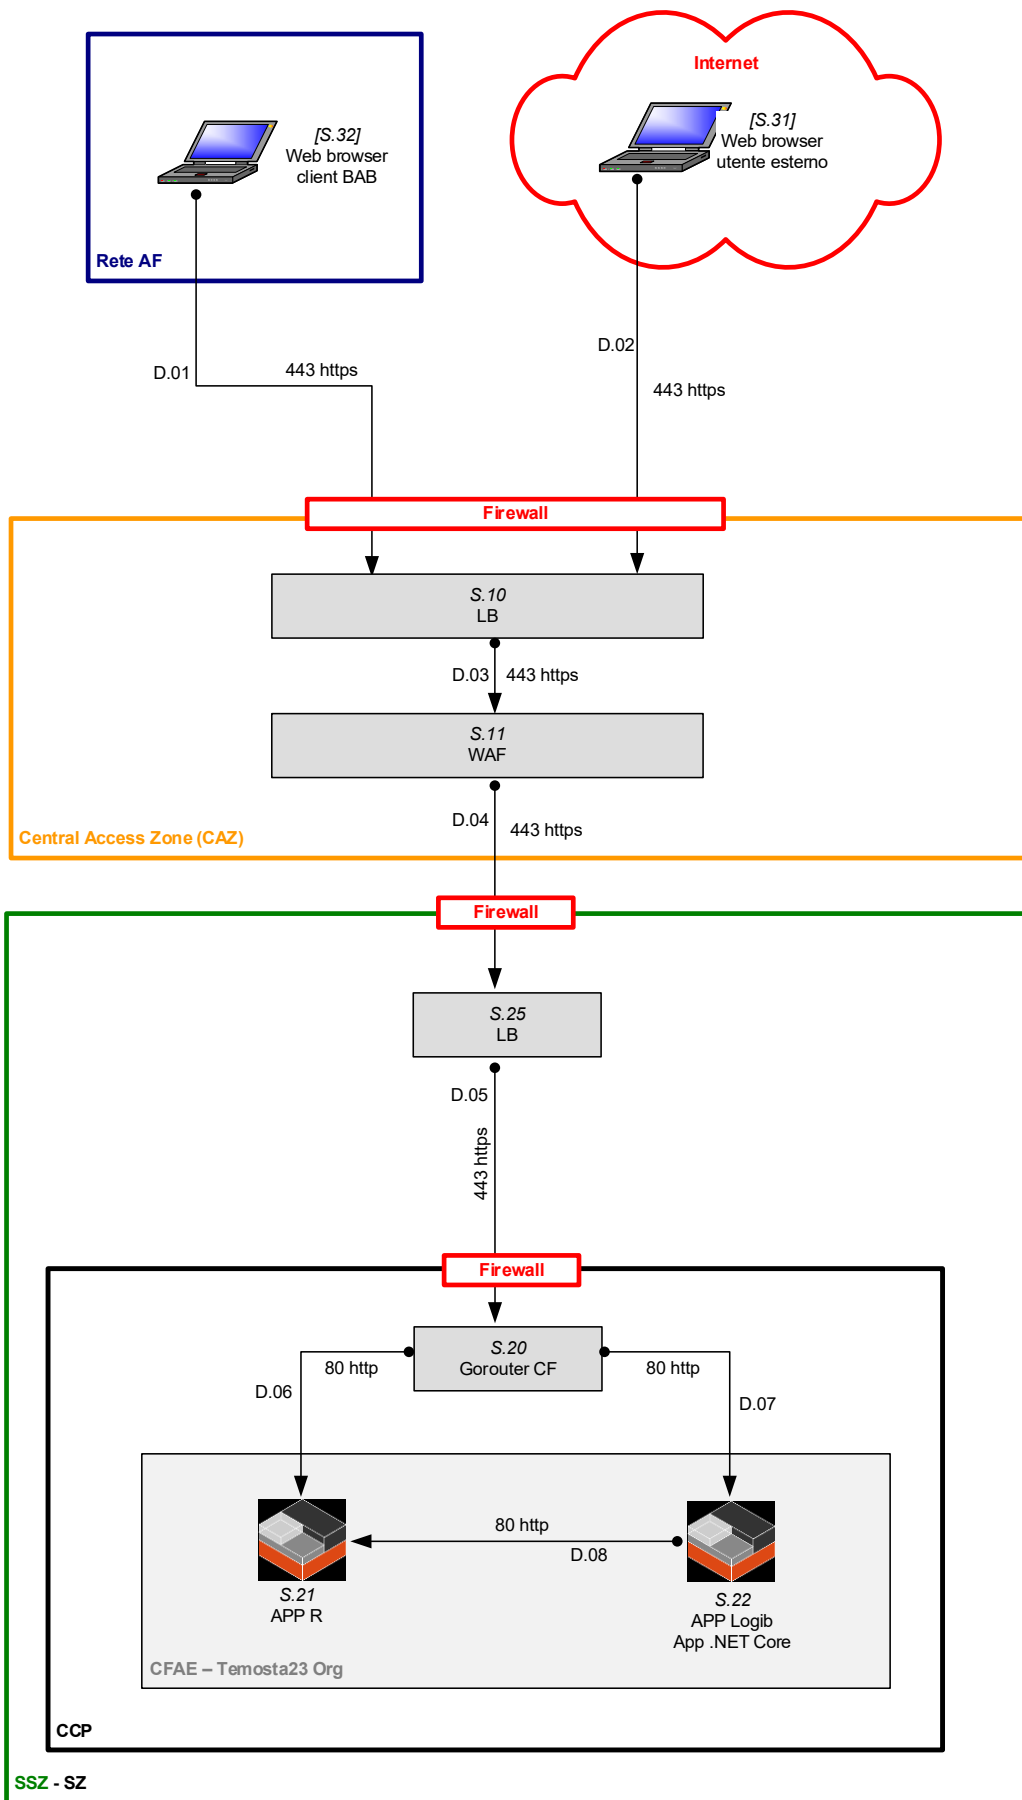 Internet
[S.32]
Web browser
client BAB
[S.31]
Web browser
utente esterno
Rete AF
D.01
443 https
D.02
443 https
Firewall
S.10
LB
D.03
443 https
S.11
WAF
D.04
443 https
Central Access Zone (CAZ)
Firewall
S.25
LB
D.05
443 https
Firewall
S.20
Gorouter CF
80 http
80 http
D.06
D.07
80 http
D.08
S.21
APP R
S.22
APP Logib
App .NET Core
CFAE – Temosta23 Org
CCP
SSZ - SZ